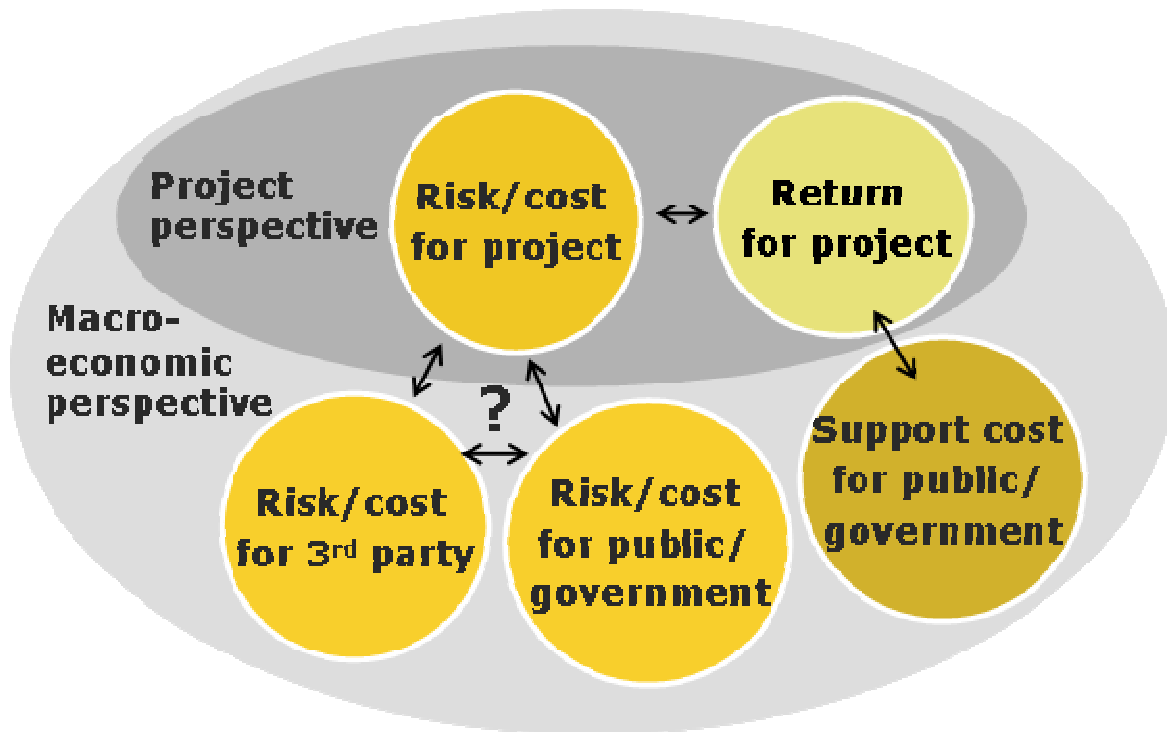 Project
perspective
Risk/cost
for project
Return
for project
Macro-
economic
perspective
?
Risk/cost
for 3rd party
Risk/cost
for public/
government
Support cost
for public/
government